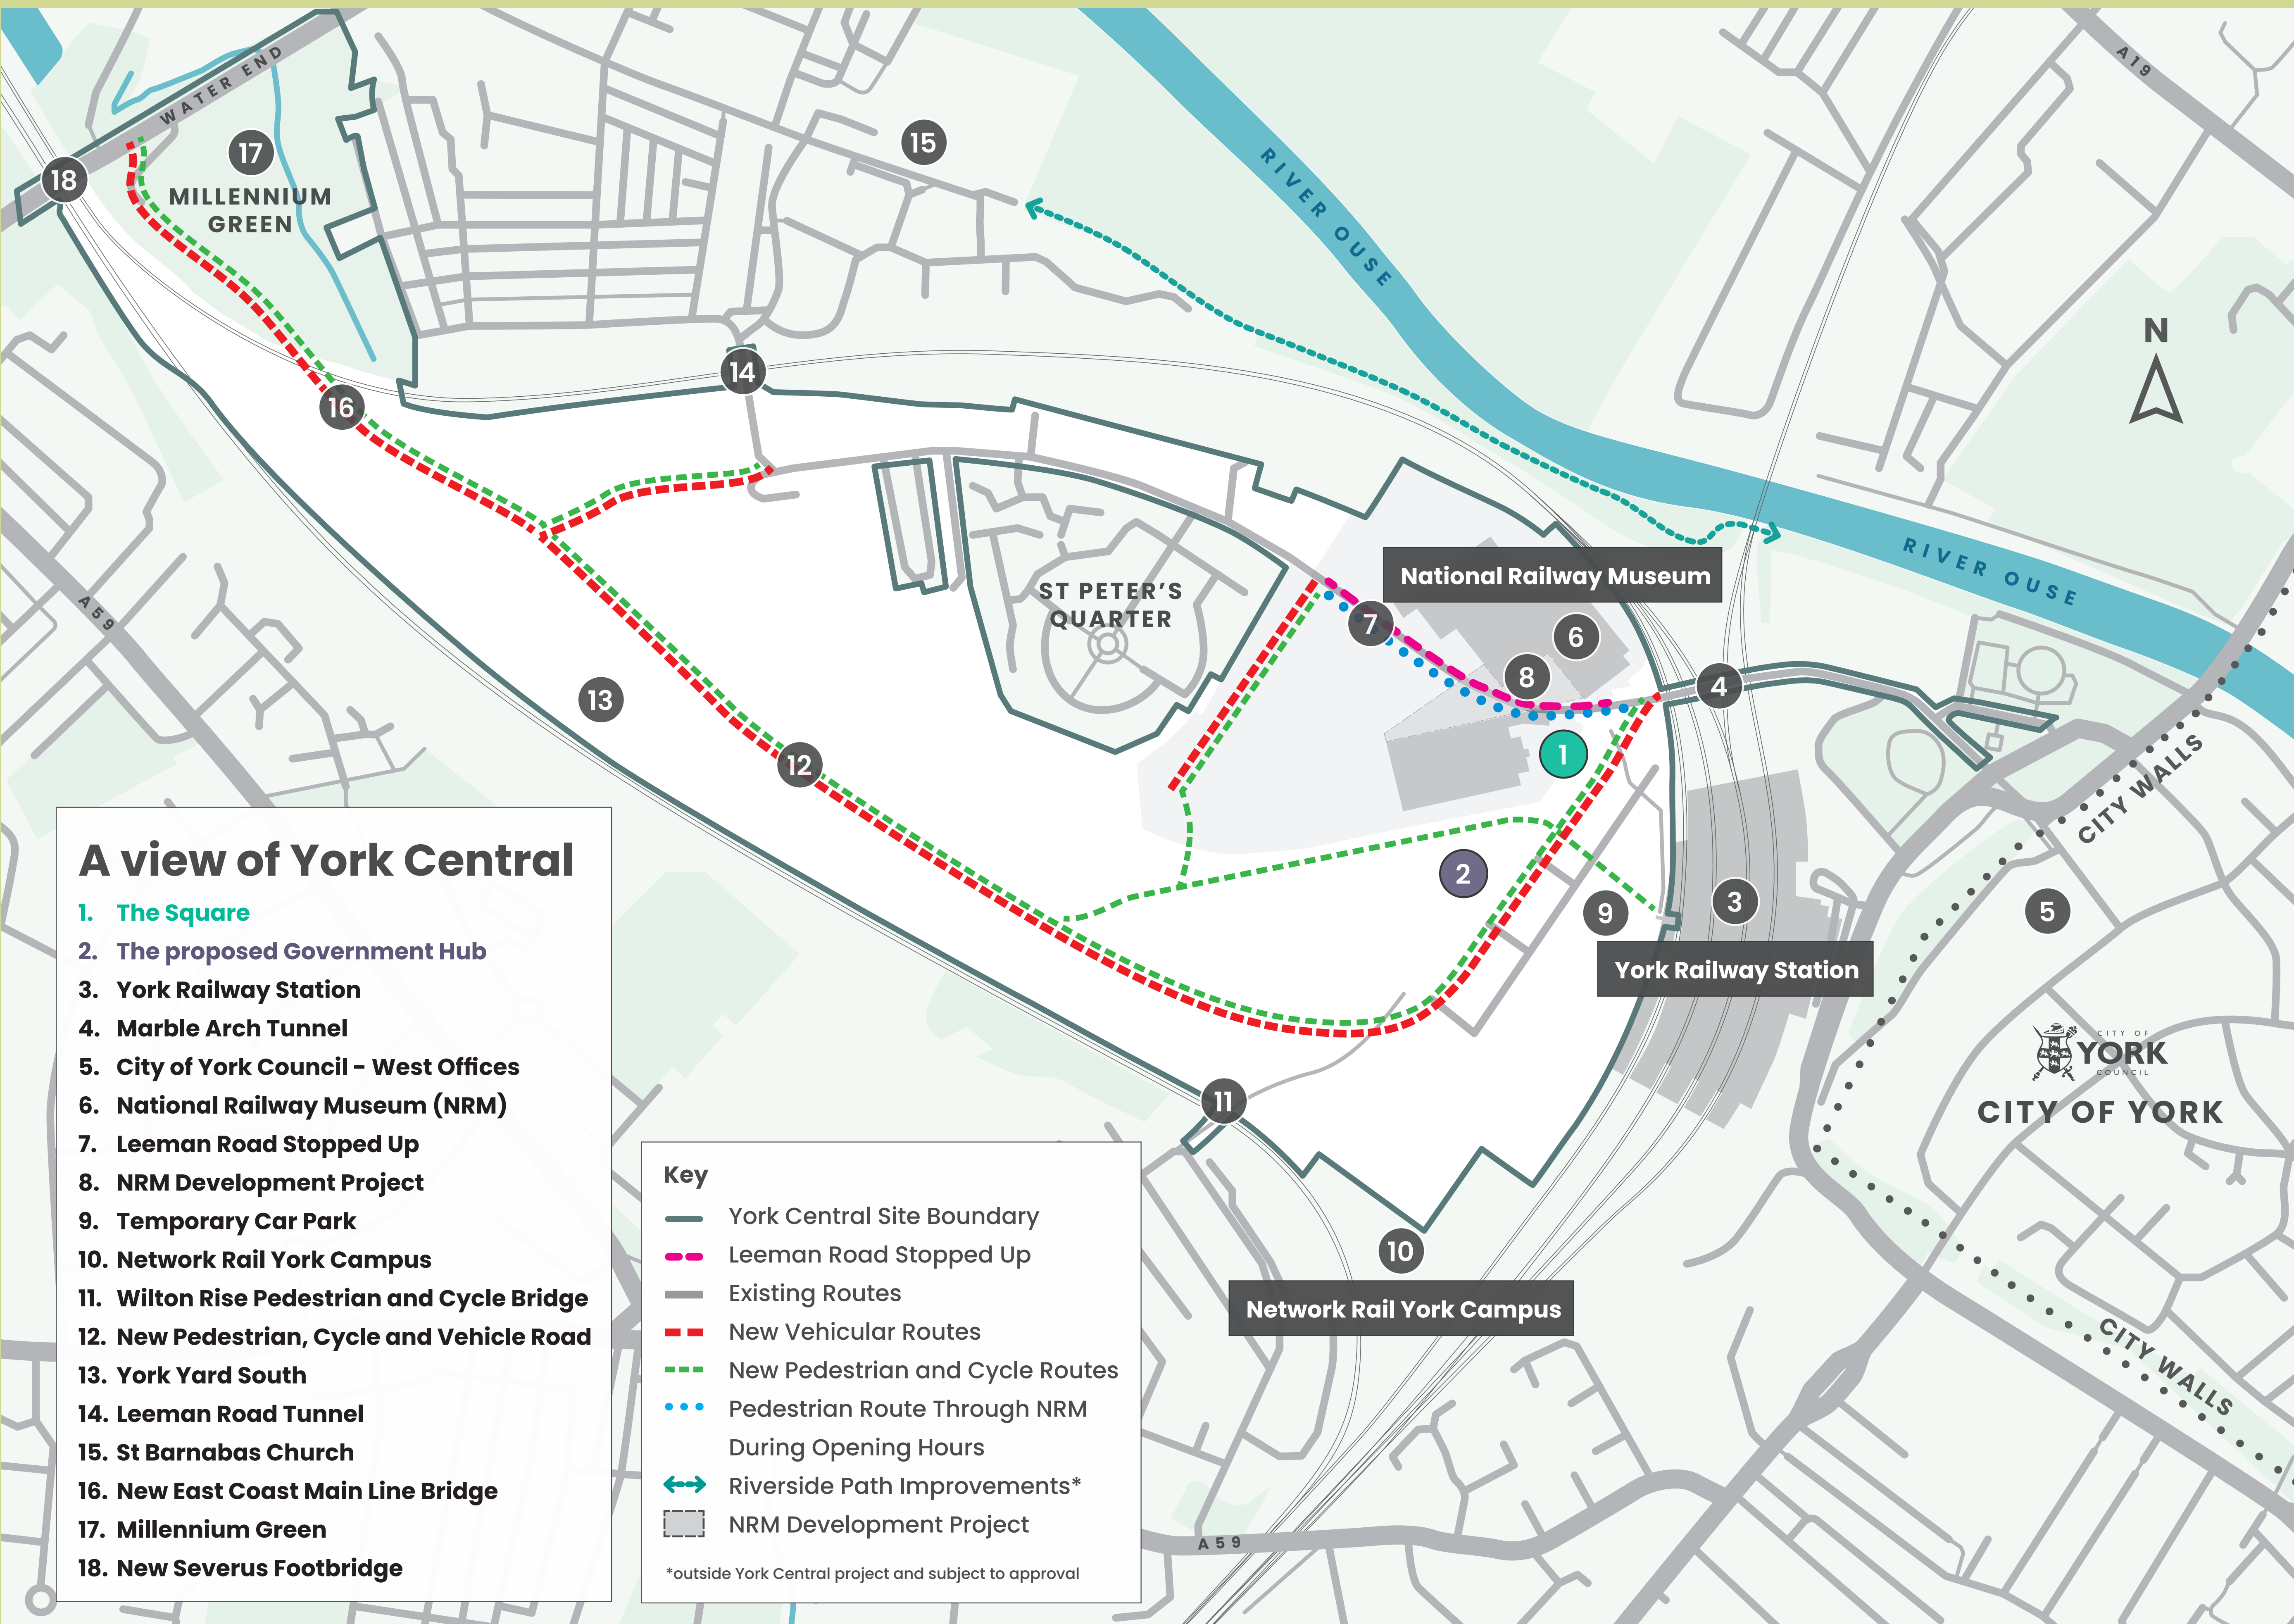 WATER END
A19
17
15
18
MILLENNIUM
GREEN
RIVER OUSE
N
14
16
RIVER OUSE
National Railway Museum
A59
ST PETER'S
QUARTER
7
6
8
4
13
1
12
CITY WALLS
2
9
3
5
York Railway Station
CITY OF
YORK
COUNCIL
CITY OF YORK
11
10
Network Rail York Campus
CITY WALLS
A59
A view of York Central
1. The Square
2. The proposed Government Hub
3. York Railway Station
4. Marble Arch Tunnel
5. City of York Council – West Offices
6. National Railway Museum (NRM)
7. Leeman Road Stopped Up
8. NRM Development Project
9. Temporary Car Park
10. Network Rail York Campus
11. Wilton Rise Pedestrian and Cycle Bridge
12. New Pedestrian, Cycle and Vehicle Road
13. York Yard South
14. Leeman Road Tunnel
15. St Barnabas Church
16. New East Coast Main Line Bridge
17. Millennium Green
18. New Severus Footbridge
Key
York Central Site Boundary
Leeman Road Stopped Up
Existing Routes
New Vehicular Routes
New Pedestrian and Cycle Routes
Pedestrian Route Through NRM
During Opening Hours
Riverside Path Improvements*
NRM Development Project
*outside York Central project and subject to approval